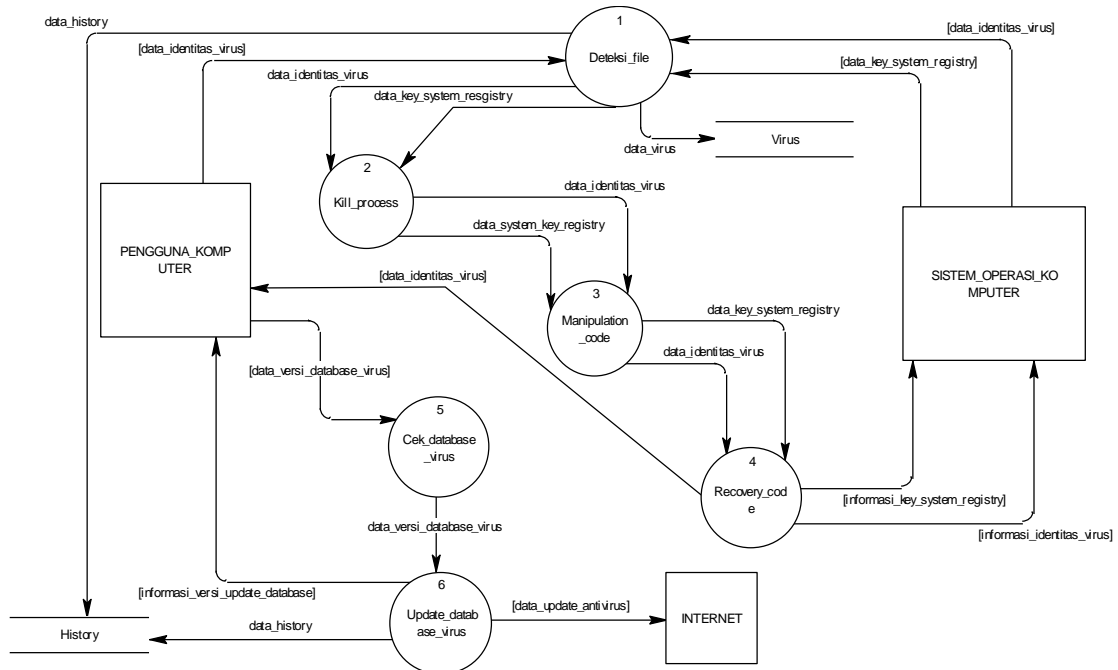 1
data_history
[data_identitas_virus]
[data_identitas_virus]
Deteksi_file
[data_key_system_registry]
data_identitas_virus
data_key_system_resgistry
Virus
data_virus
2
Kill_process
data_identitas_virus
data_system_key_registry
PENGGUNA_KOMP
UTER
[data_identitas_virus]
SISTEM_OPERASI_KO
MPUTER
3
Manipulation
_code
data_key_system_registry
data_identitas_virus
[data_versi_database_virus]
5
Cek_database
_virus
4
Recovery_cod
e
[informasi_key_system_registry]
data_versi_database_virus
[informasi_identitas_virus]
6
[informasi_versi_update_database]
Update_datab
ase_virus
[data_update_antivirus]
INTERNET
History
data_history